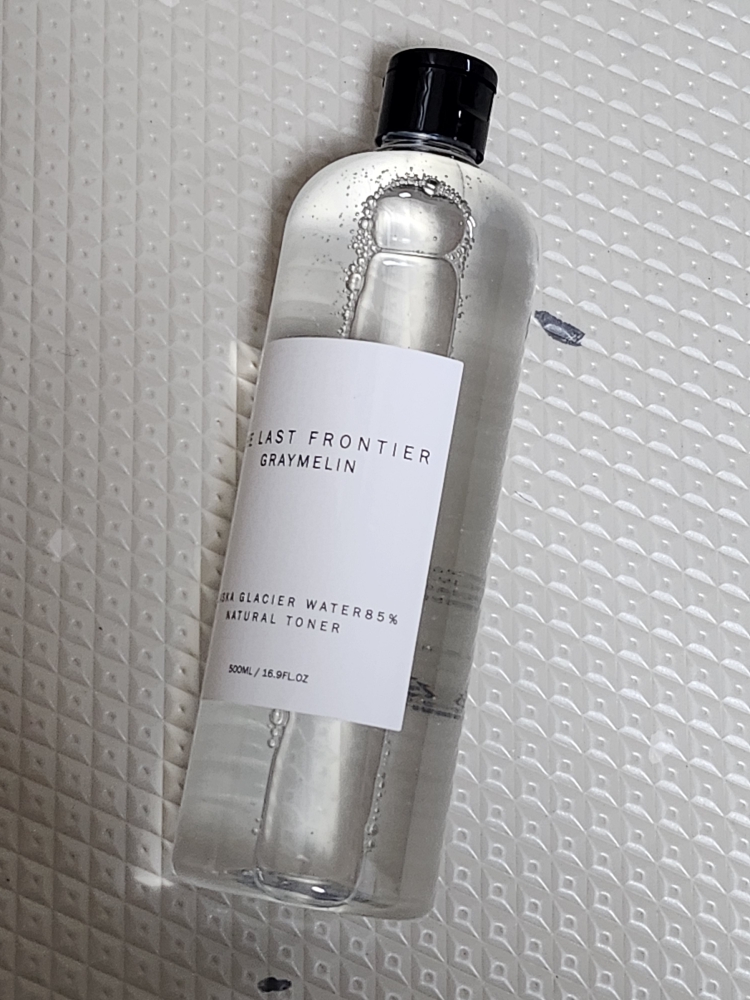 E LAST FRONTIER
GRAYMELIN
SKA GLACIER WATER85%
NATURAL TONER
500ML / 16.9FL.OZ